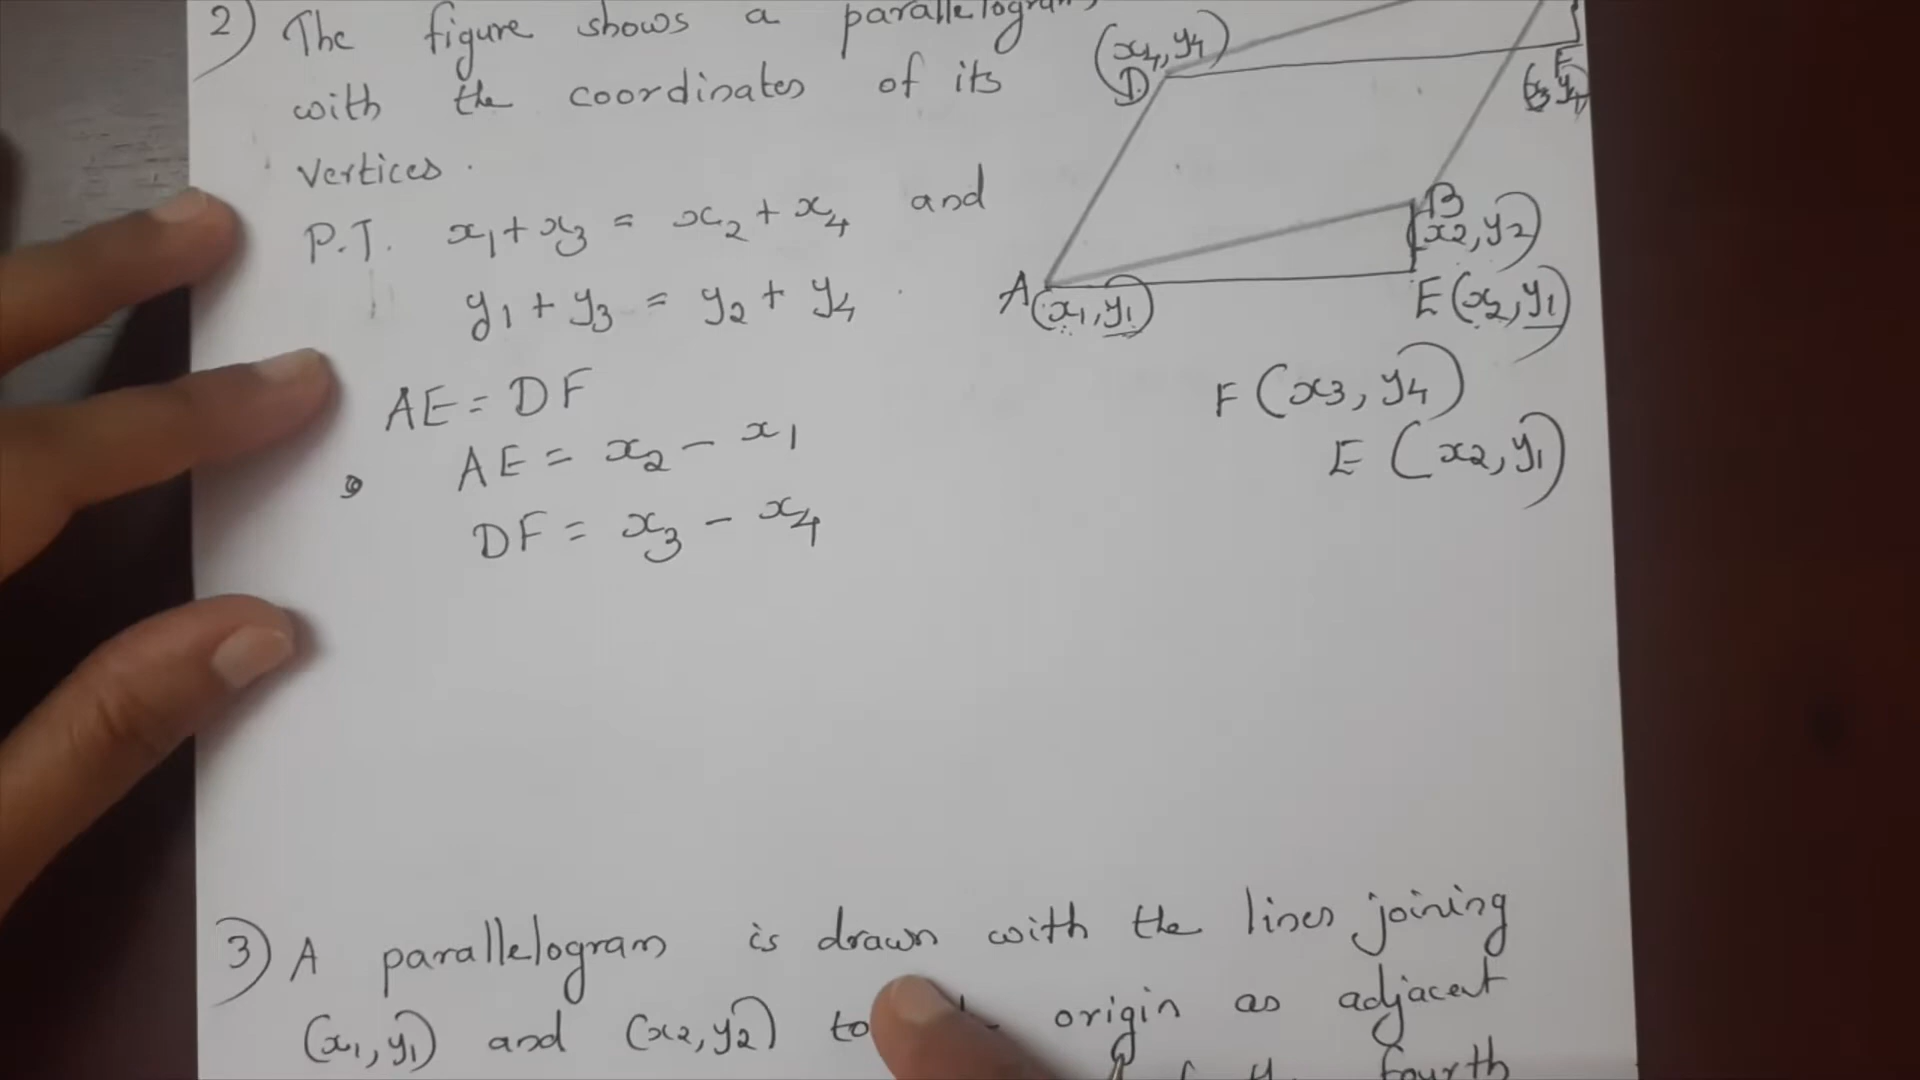 2) The figure shows a parallelogram,
with the coordinates of its
vertices.
P.T. x₁+x₃ = x₂+x₄ and
y₁+y₃ = y₂+y₄.
AE = DF
AE = x₂ - x₁
DF = x₃ - x₄
(x₄,y₄)
D
F
(x₃,y₄)
B
(x₂,y₂)
A(x₁,y₁)
E(x₂,y₁)
F(x₃,y₄)
E(x₂,y₁)
3) A parallelogram is drawn with the lines joining
(x₁,y₁) and (x₂,y₂) to origin as adjacent
fourth